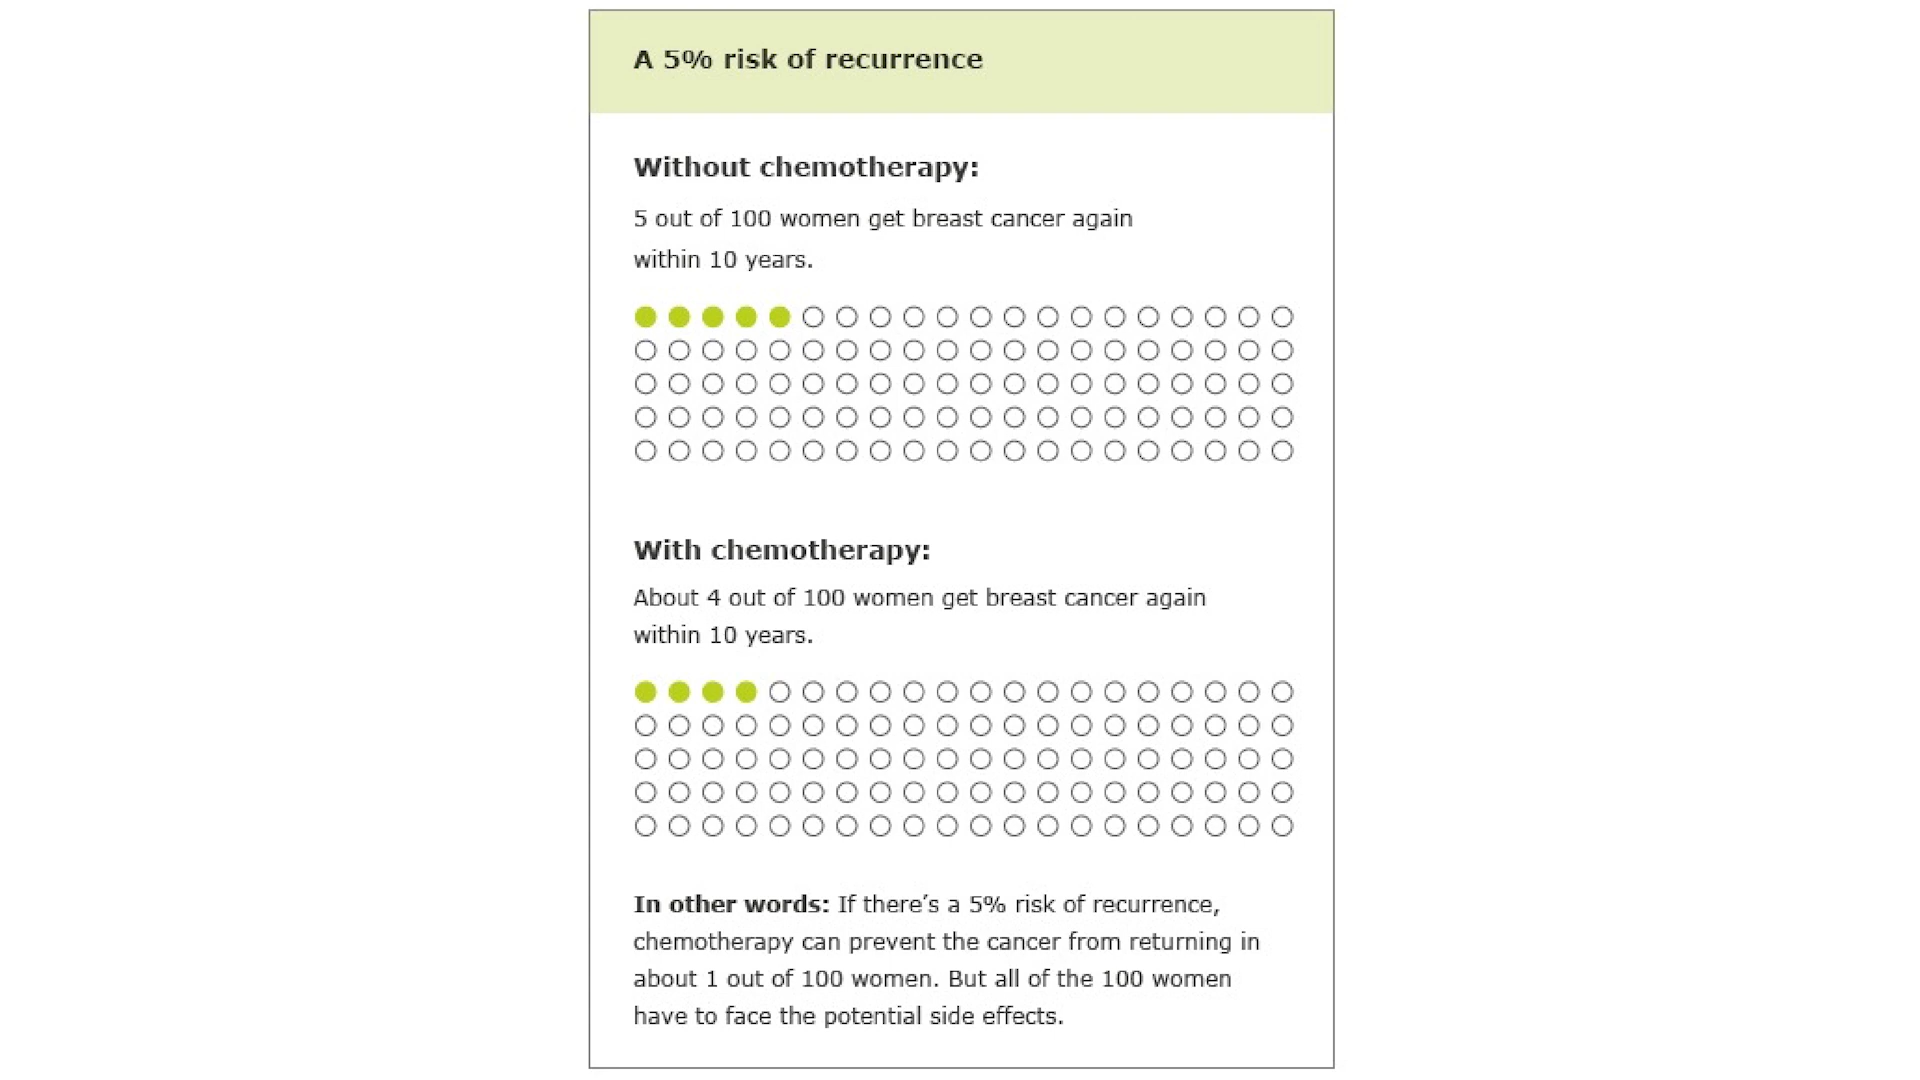 A 5% risk of recurrence
Without chemotherapy:
5 out of 100 women get breast cancer again
within 10 years.
With chemotherapy:
About 4 out of 100 women get breast cancer again
within 10 years.
In other words: If there’s a 5% risk of recurrence,
chemotherapy can prevent the cancer from returning in
about 1 out of 100 women. But all of the 100 women
have to face the potential side effects.